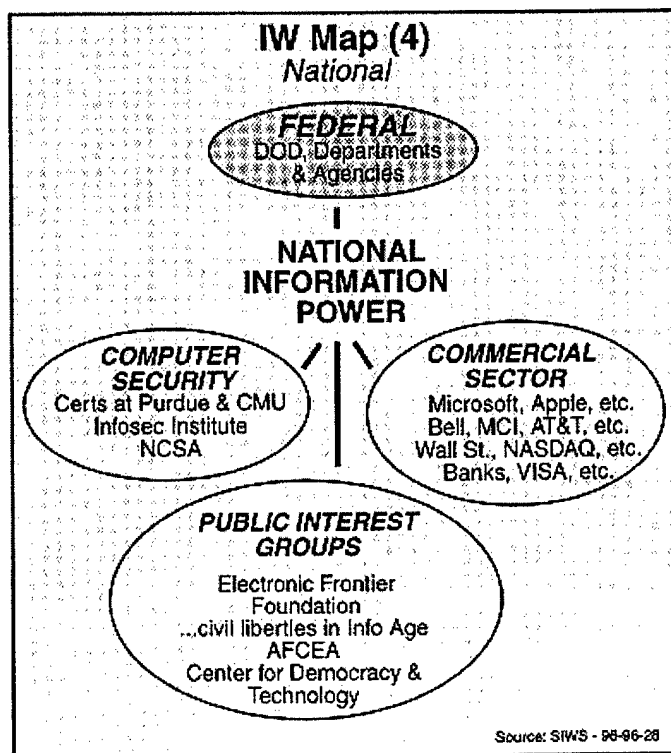 IW Map (4)
National
FEDERAL
DOD, Departments
& Agencies
NATIONAL
INFORMATION
POWER
COMPUTER
SECURITY
Certs at Purdue & CMU
Infosec Institute
NCSA
COMMERCIAL
SECTOR
Microsoft, Apple, etc.
Bell, MCI, AT&T, etc.
Wall St., NASDAQ, etc.
Banks, VISA, etc.
PUBLIC INTEREST
GROUPS
Electronic Frontier
Foundation
...civil liberties in Info Age
AFCEA
Center for Democracy &
Technology
Source: SIWS -